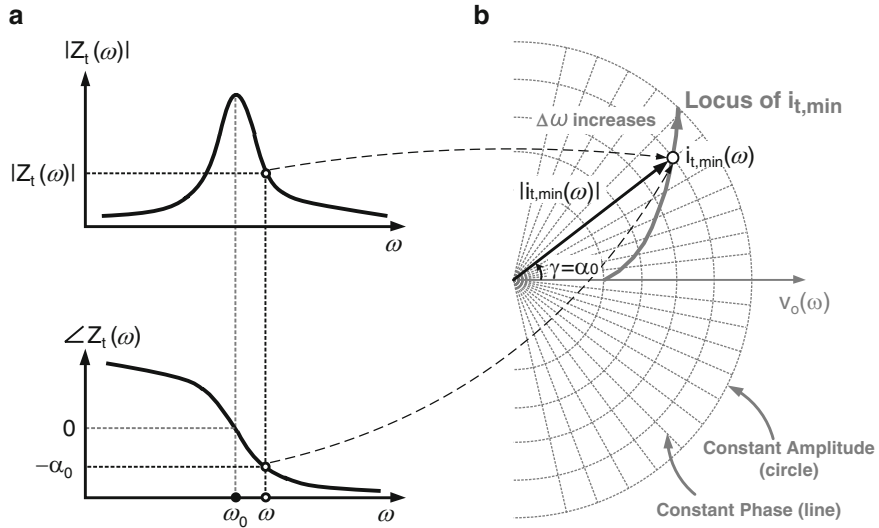 a
|Z_t(ω)|
|Z_t(ω)|
ω
∠Z_t(ω)
0
−α_0
ω_0
ω
ω
b
Locus of i_t,min
Δω increases
i_t,min(ω)
|i_t,min(ω)|
γ=α_0
v_o(ω)
Constant Amplitude
(circle)
Constant Phase (line)